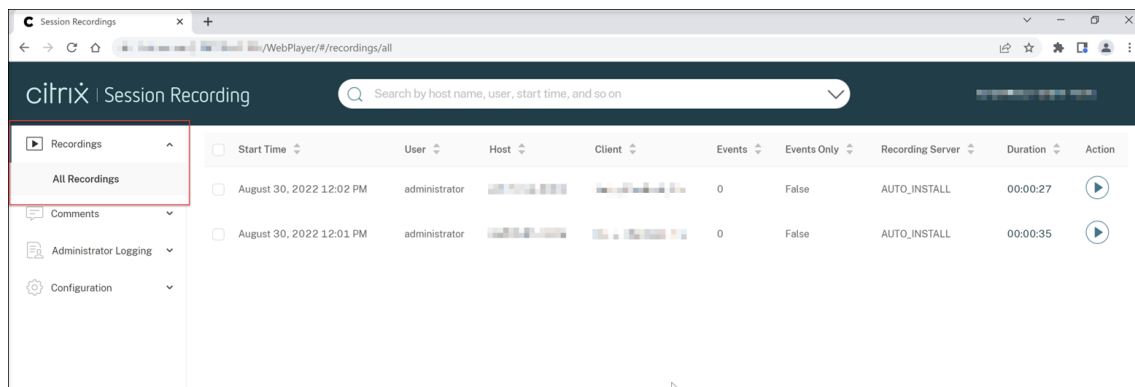 Session Recordings
/WebPlayer/#/recordings/all
citrix | Session Recording
Search by host name, user, start time, and so on
Recordings
All Recordings
Comments
Administrator Logging
Configuration
Start Time User Host Client Events Events Only Recording Server Duration Action
August 30, 2022 12:02 PM administrator 0 False AUTO_INSTALL 00:00:27
August 30, 2022 12:01 PM administrator 0 False AUTO_INSTALL 00:00:35